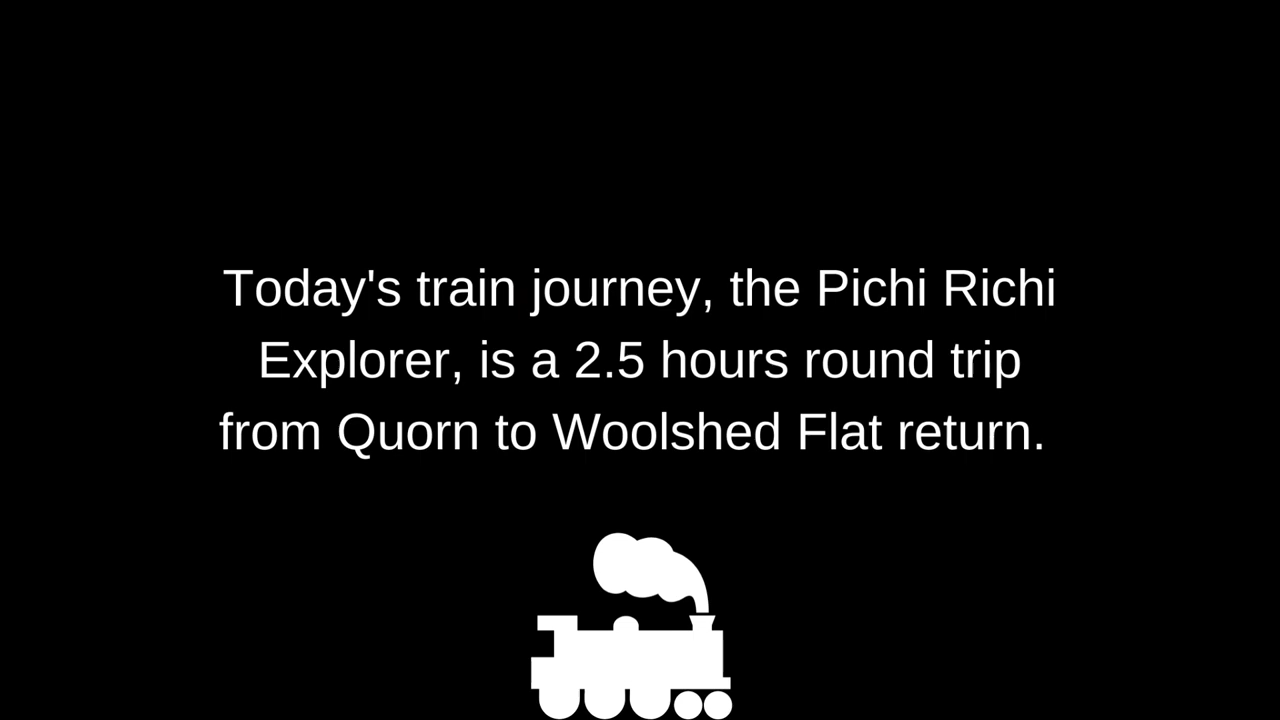 Today's train journey, the Pichi Richi
Explorer, is a 2.5 hours round trip
from Quorn to Woolshed Flat return.